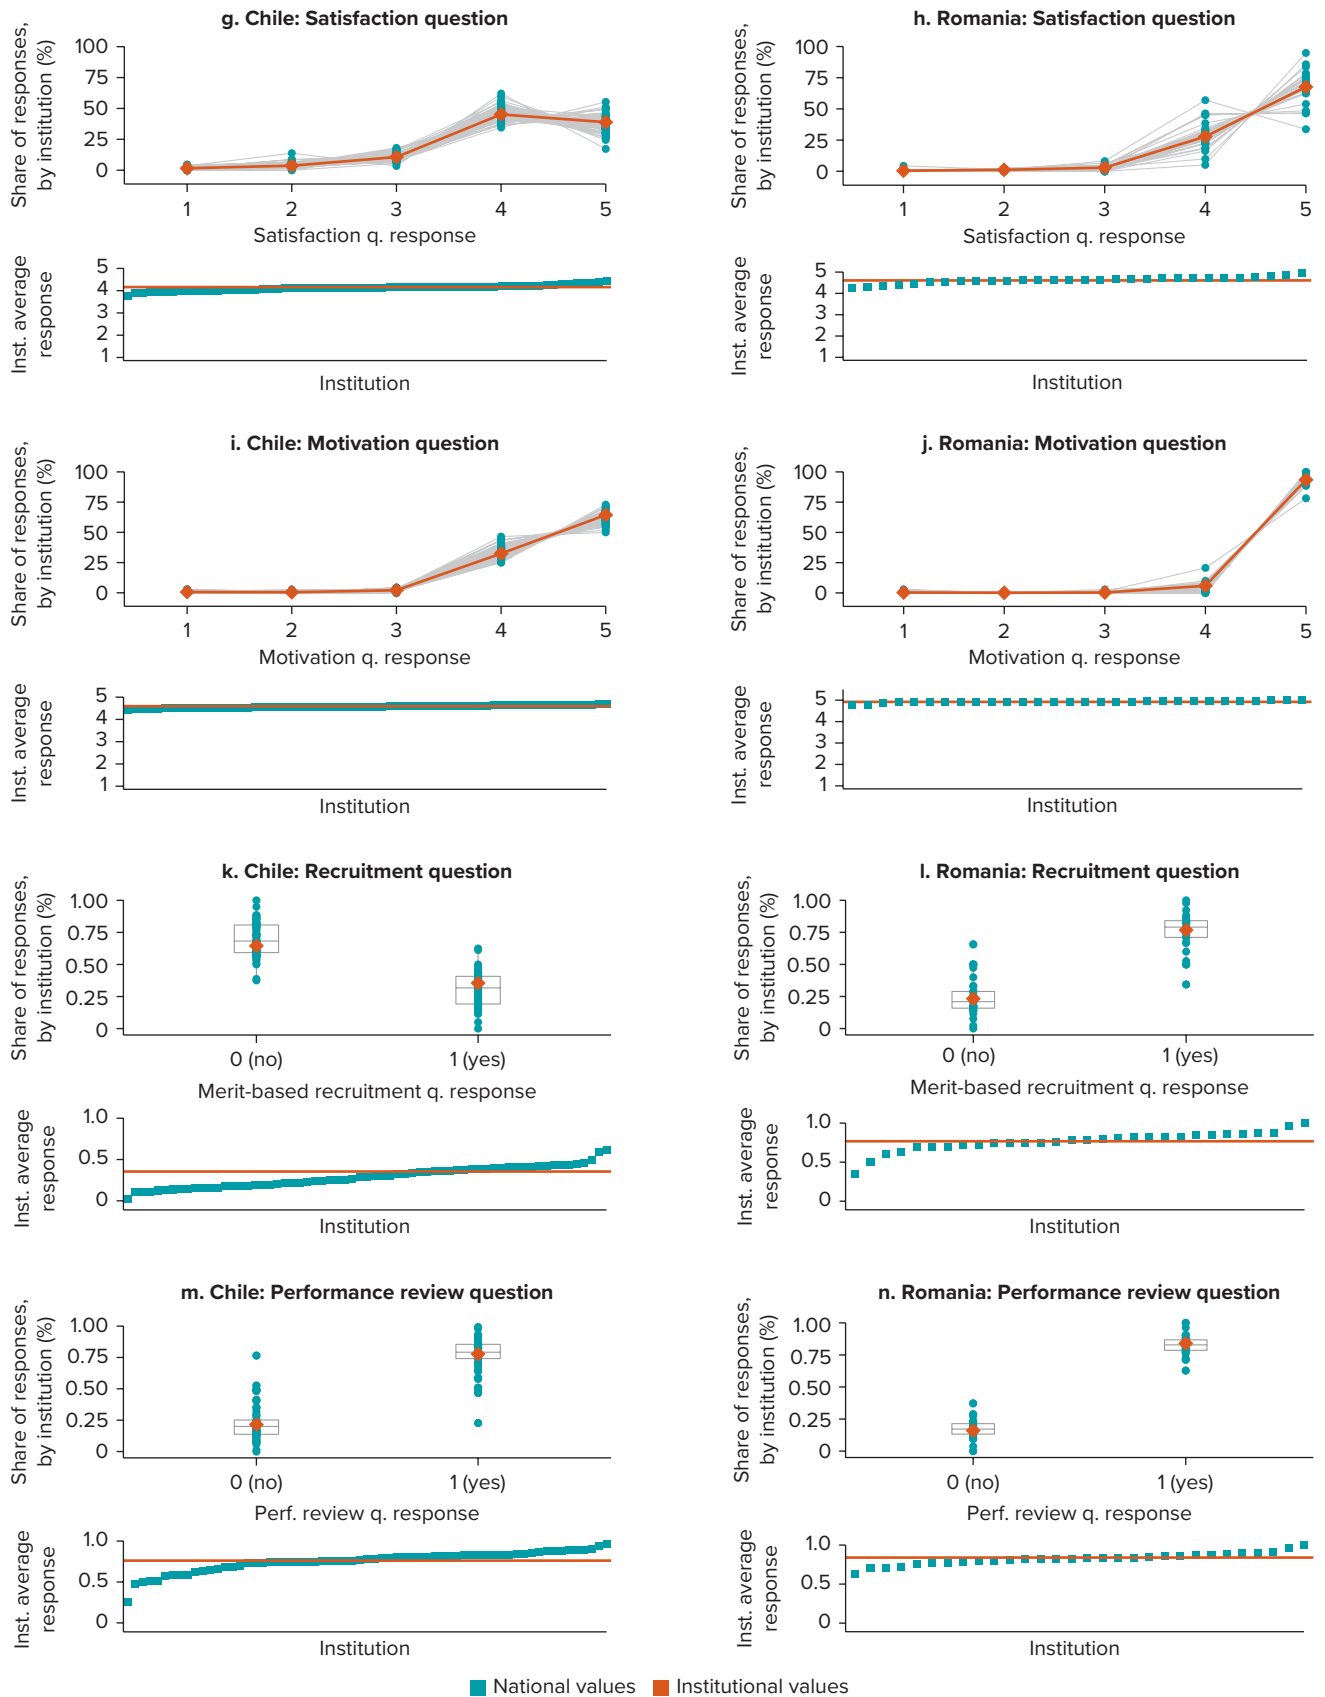 g. Chile: Satisfaction question
Share of responses,
by institution (%)
100
75
50
25
0
1 2 3 4 5
Satisfaction q. response
Inst. average
response
5
4
3
2
1
Institution
h. Romania: Satisfaction question
Share of responses,
by institution (%)
100
75
50
25
0
1 2 3 4 5
Satisfaction q. response
Inst. average
response
5
4
3
2
1
Institution
i. Chile: Motivation question
Share of responses,
by institution (%)
100
75
50
25
0
1 2 3 4 5
Motivation q. response
Inst. average
response
5
4
3
2
1
Institution
j. Romania: Motivation question
Share of responses,
by institution (%)
100
75
50
25
0
1 2 3 4 5
Motivation q. response
Inst. average
response
5
4
3
2
1
Institution
k. Chile: Recruitment question
Share of responses,
by institution (%)
1.00
0.75
0.50
0.25
0
0 (no) 1 (yes)
Merit-based recruitment q. response
Inst. average
response
1.0
0.5
0
Institution
l. Romania: Recruitment question
Share of responses,
by institution (%)
1.00
0.75
0.50
0.25
0
0 (no) 1 (yes)
Merit-based recruitment q. response
Inst. average
response
1.0
0.5
0
Institution
m. Chile: Performance review question
Share of responses,
by institution (%)
1.00
0.75
0.50
0.25
0
0 (no) 1 (yes)
Perf. review q. response
Inst. average
response
1.0
0.5
0
Institution
n. Romania: Performance review question
Share of responses,
by institution (%)
1.00
0.75
0.50
0.25
0
0 (no) 1 (yes)
Perf. review q. response
Inst. average
response
1.0
0.5
0
Institution
National values Institutional values